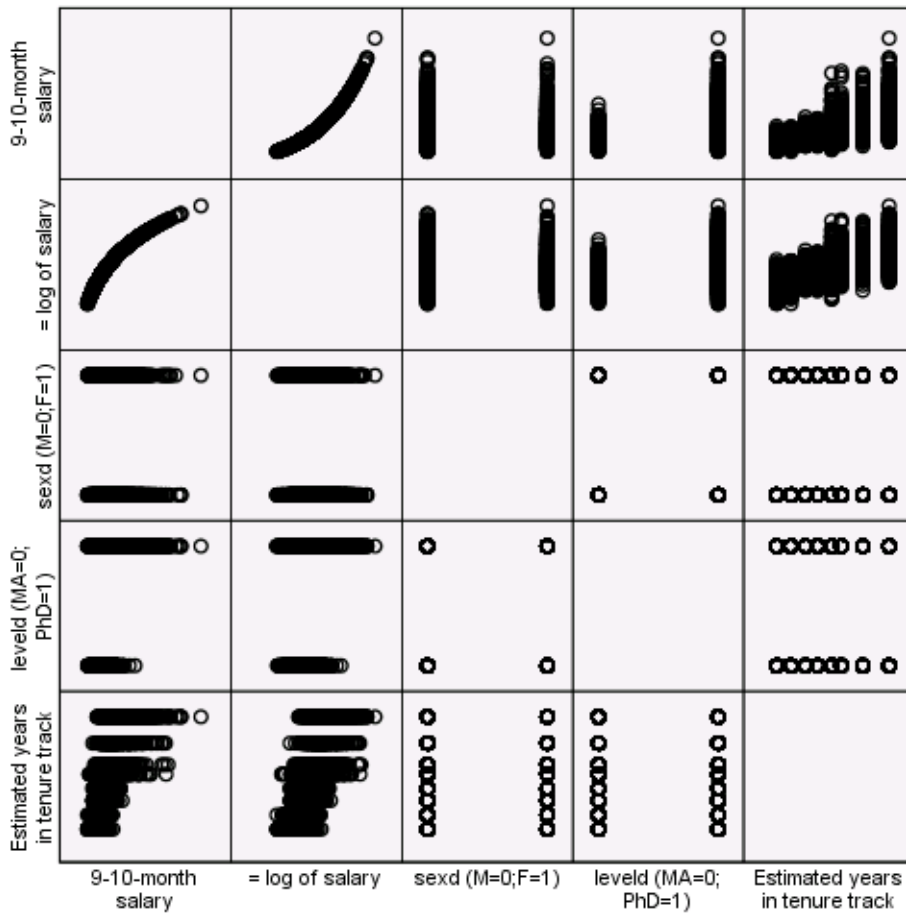 9-10-month
salary
= log of salary
sexd (M=0;F=1)
leveld (MA=0;
PhD=1)
Estimated years
in tenure track
9-10-month
salary
= log of salary
sexd (M=0;F=1)
leveld (MA=0;
PhD=1)
Estimated years
in tenure track